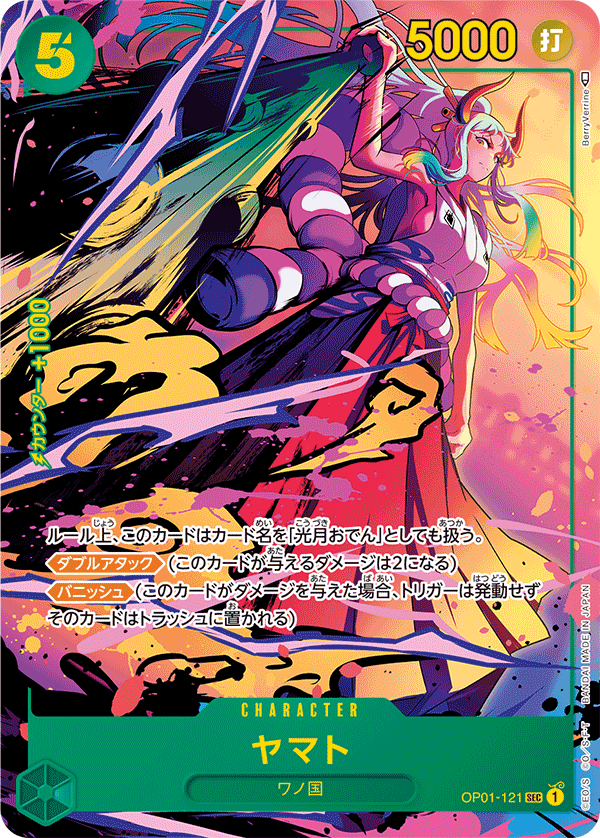 5
5000
打
BerryVerrine
カウンター +1000
ルール上、このカードはカード名を「光月おでん」としても扱う。
ダブルアタック (このカードが与えるダメージは2になる)
バニッシュ (このカードがダメージを与えた場合、トリガーは発動せず
そのカードはトラッシュに置かれる)
©E.O/S ©O/S・F・T BANDAI MADE IN JAPAN
CHARACTER
ヤマト
ワノ国
OP01-121 SEC 1